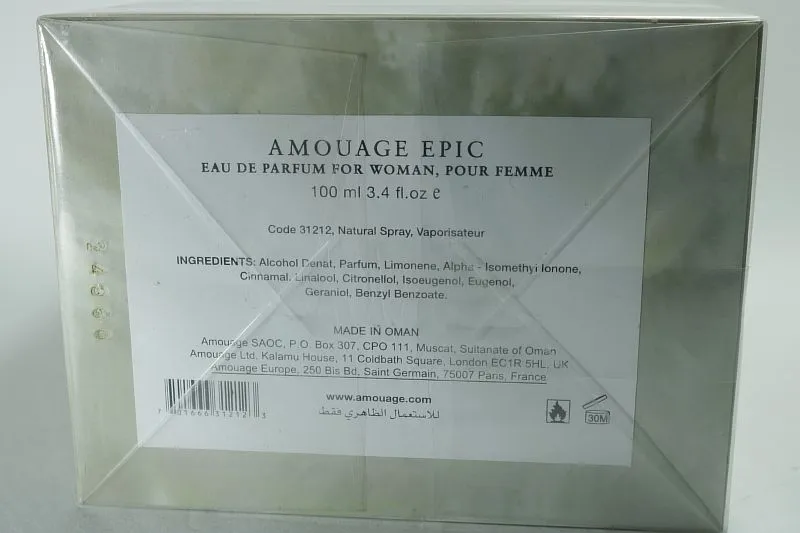 AMOUAGE EPIC
EAU DE PARFUM FOR WOMAN, POUR FEMME
100 ml 3.4 fl.oz e
Code 31212, Natural Spray, Vaporisateur
INGREDIENTS: Alcohol Denat, Parfum, Limonene, Alpha - Isomethyl Ionone,
Cinnamal. Linalool, Citronellol, Isoeugenol, Eugenol,
Geraniol, Benzyl Benzoate.
MADE IN OMAN
Amouage SAOC, P.O. Box 307, CPO 111, Muscat, Sultanate of Oman
Amouage Ltd. Kalamu House, 11 Coldbath Square, London EC1R 5HL, UK
Amouage Europe, 250 Bis Bd, Saint Germain, 75007 Paris, France
www.amouage.com
للاستعمال الظاهري فقط
7 01666 31212 3
30M